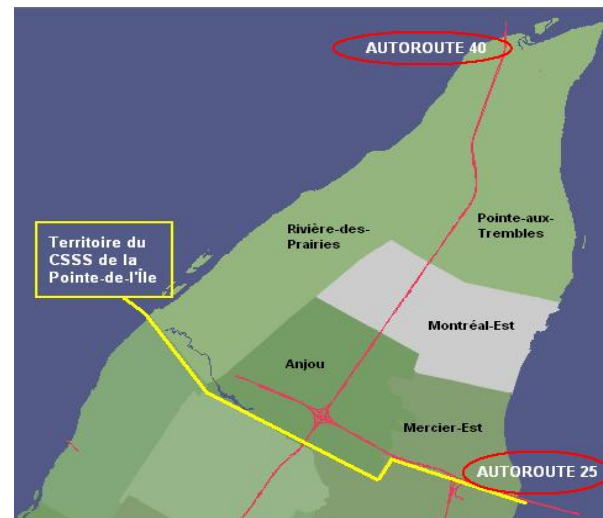 AUTOROUTE 40
Rivière-des-
Prairies
Pointe-aux-
Trembles
Territoire du
CSSS de la
Pointe-de-l'Île
Montréal-Est
Anjou
Mercier-Est
AUTOROUTE 25